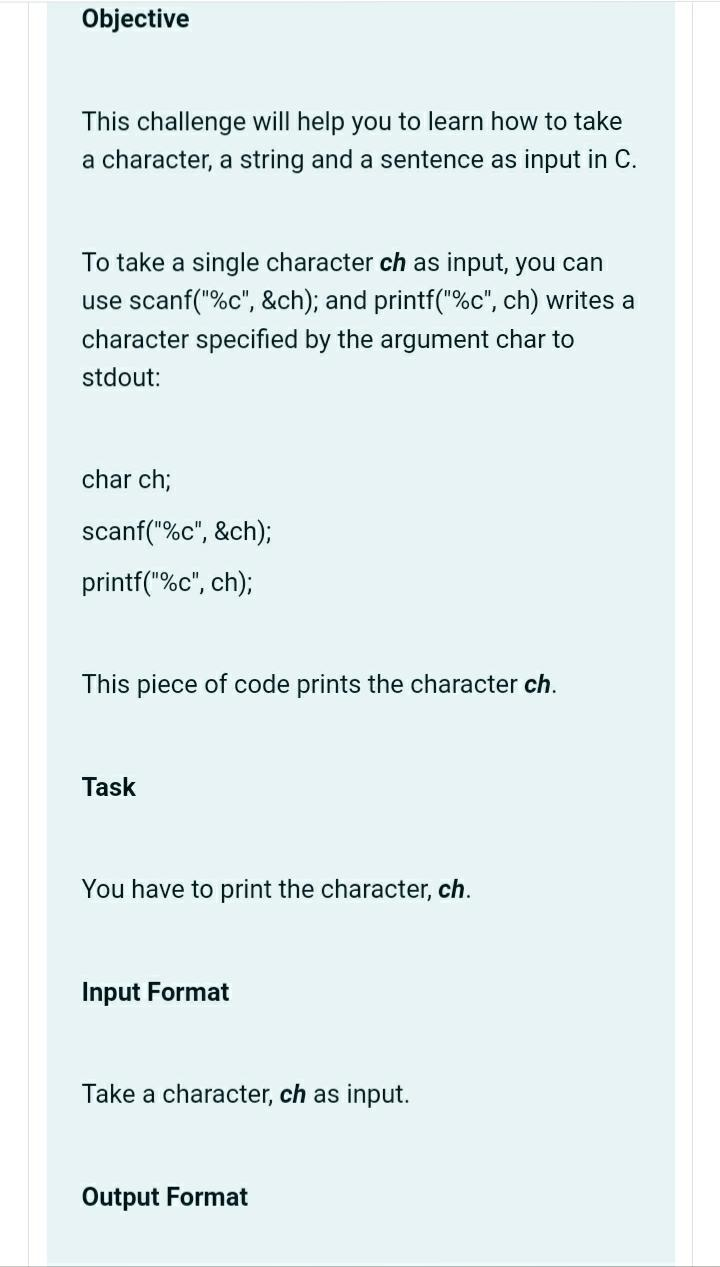 Objective
This challenge will help you to learn how to take
a character, a string and a sentence as input in C.
To take a single character ch as input, you can
use scanf("%c", &ch); and printf("%c", ch) writes a
character specified by the argument char to
stdout:
char ch;
scanf("%c", &ch);
printf("%c", ch);
This piece of code prints the character ch.
Task
You have to print the character, ch.
Input Format
Take a character, ch as input.
Output Format